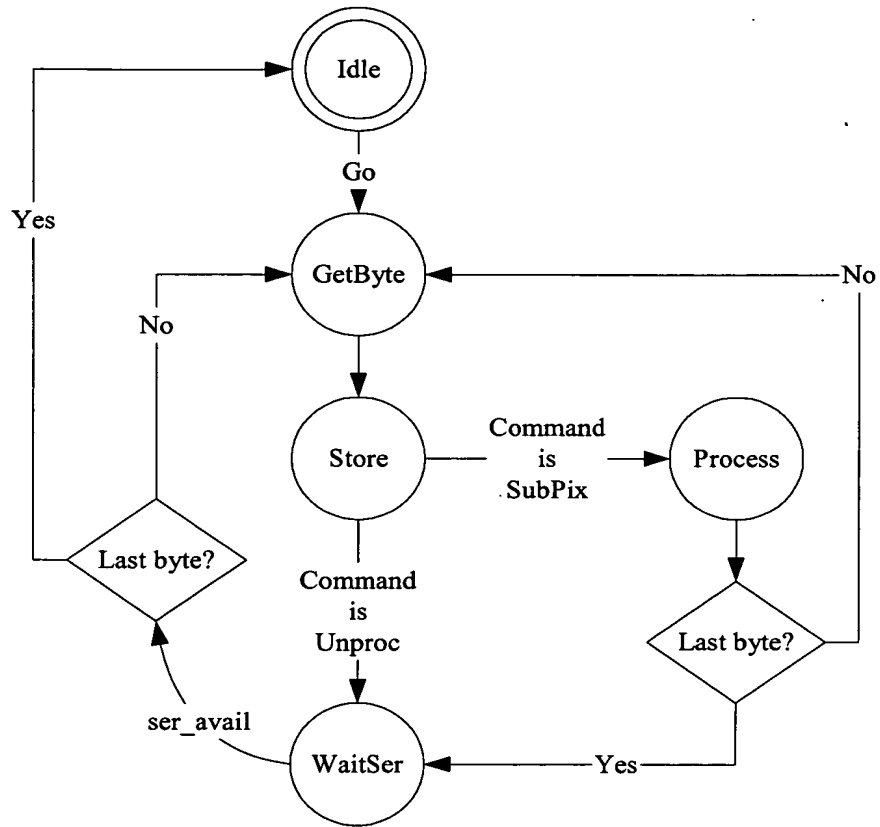 Idle
Go
Yes
GetByte
No
No
Store
Command
is
SubPix
Process
Last byte?
Command
is
Unproc
Last byte?
ser_avail
WaitSer
Yes